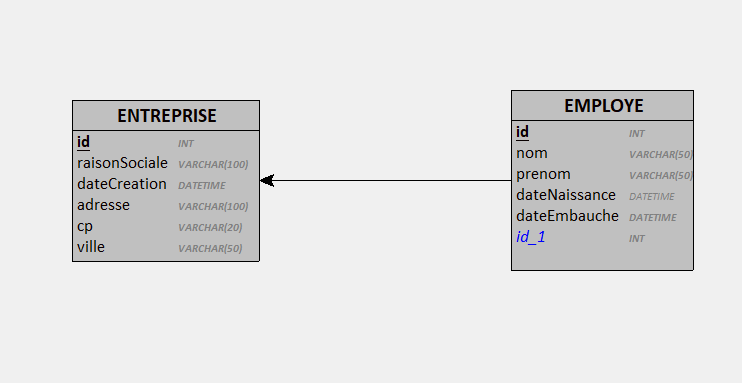 ENTREPRISE
id INT
raisonSociale VARCHAR(100)
dateCreation DATETIME
adresse VARCHAR(100)
cp VARCHAR(20)
ville VARCHAR(50)
EMPLOYE
id INT
nom VARCHAR(50)
prenom VARCHAR(50)
dateNaissance DATETIME
dateEmbauche DATETIME
id_1 INT